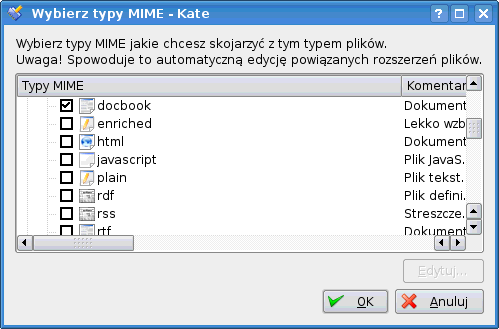 Wybierz typy MIME - Kate
Wybierz typy MIME jakie chcesz skojarzyć z tym typem plików.
Uwaga! Spowoduje to automatyczną edycję powiązanych rozszerzeń plików.
Typy MIME Komentar
docbook Dokument
enriched Lekko wzb
html Dokument
javascript Plik JavaS.
plain Plik tekst.
rdf Plik defini.
rss Streszcze.
rtf Dokument
Edytuj...
OK Anuluj